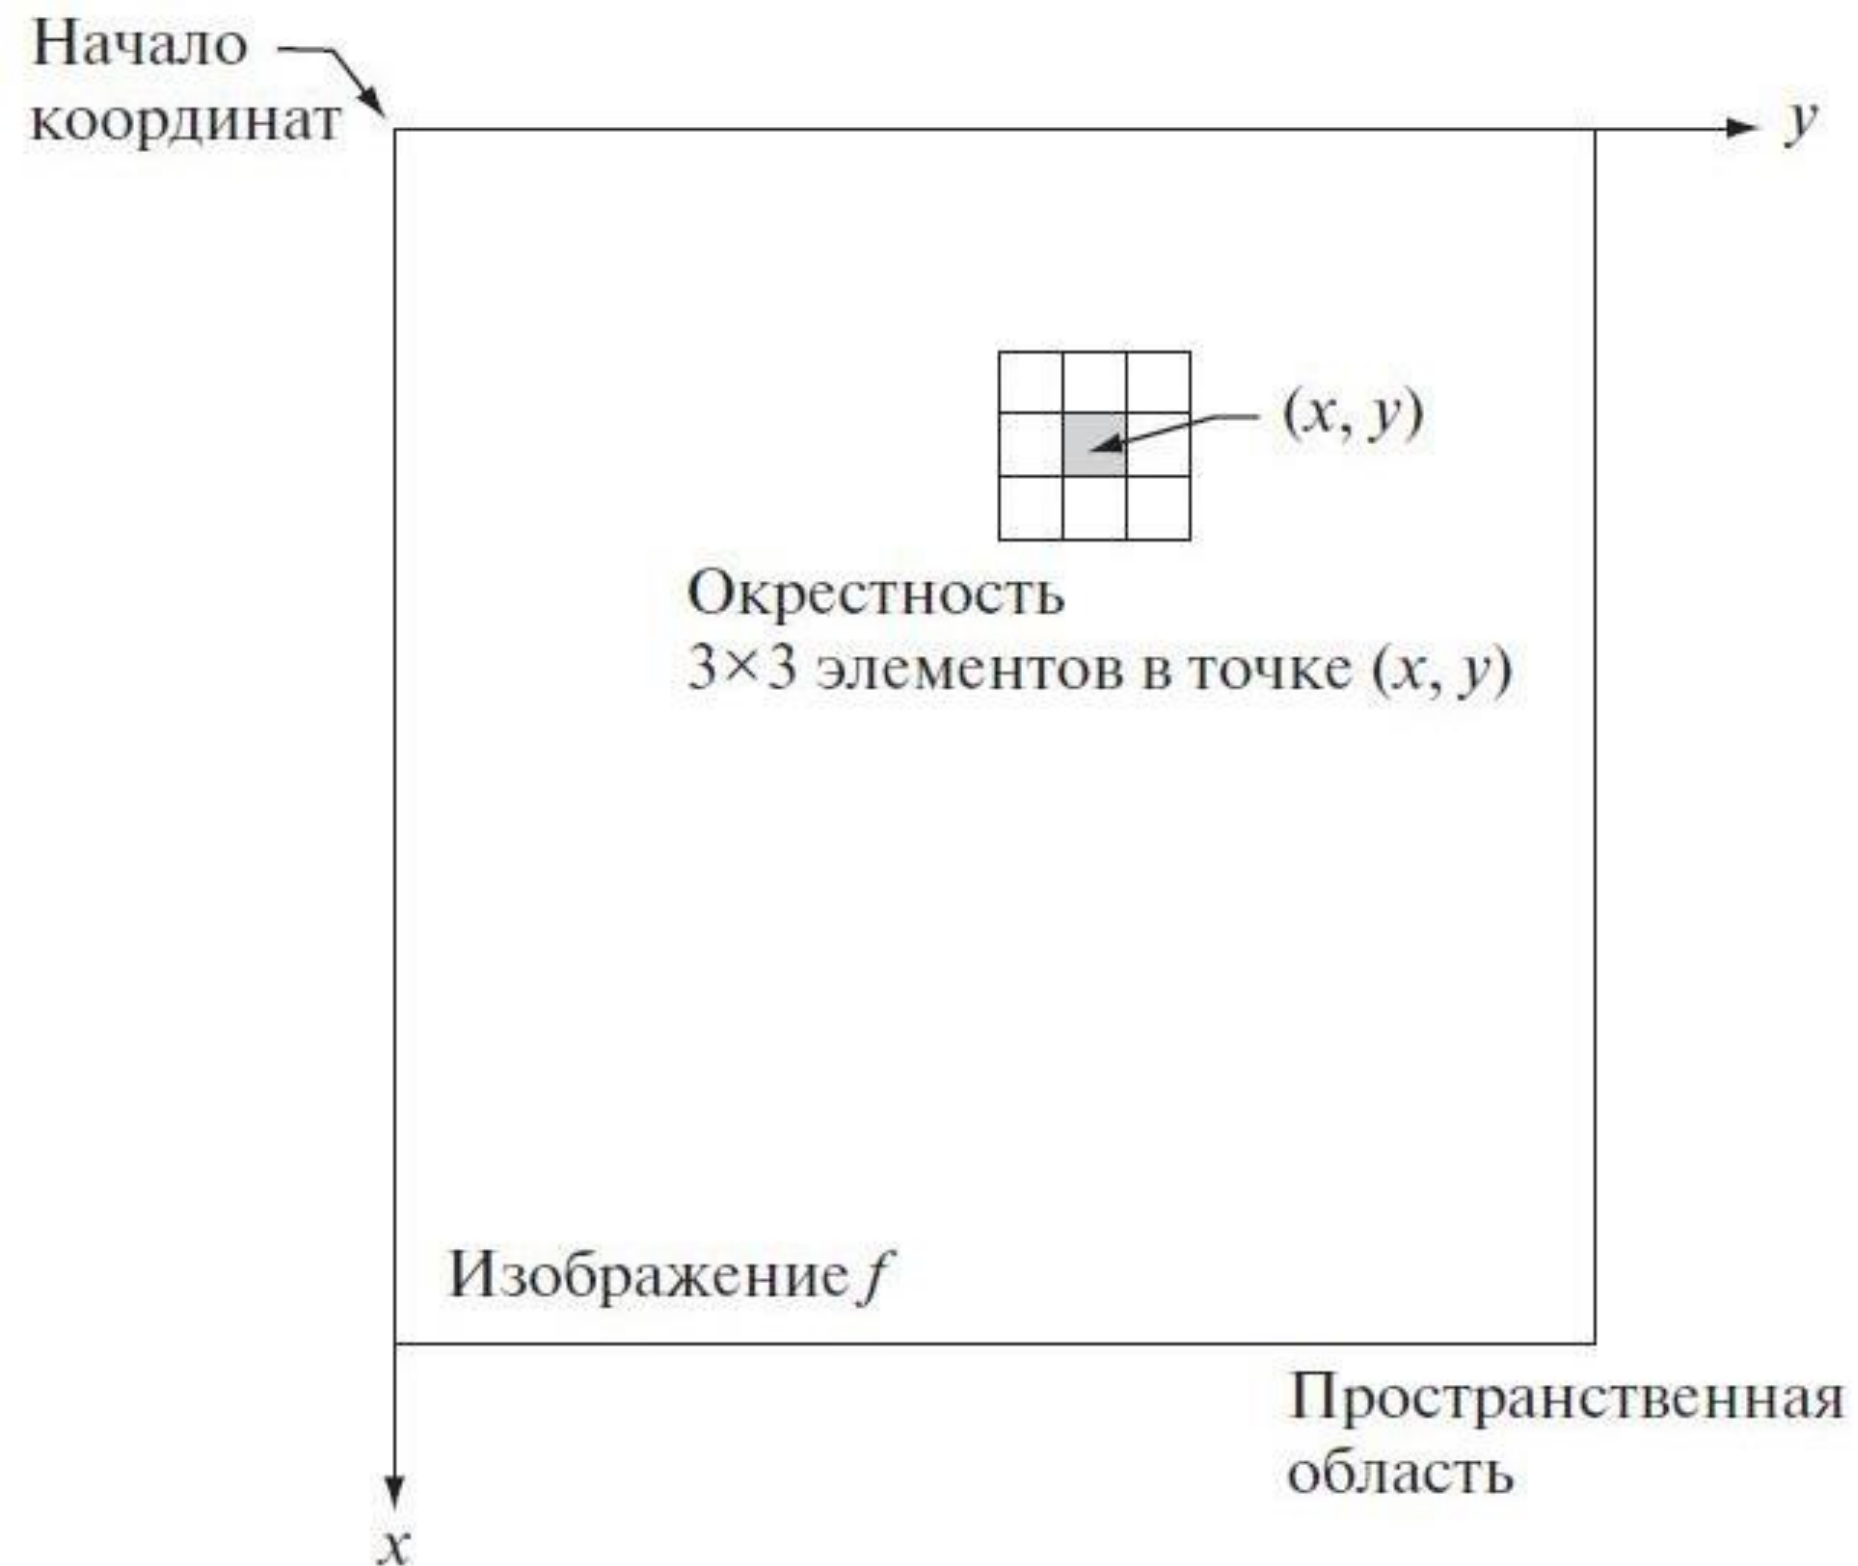 Начало
координат
y
(x, y)
Окрестность
3×3 элементов в точке (x, y)
Изображение f
Пространственная
область
x